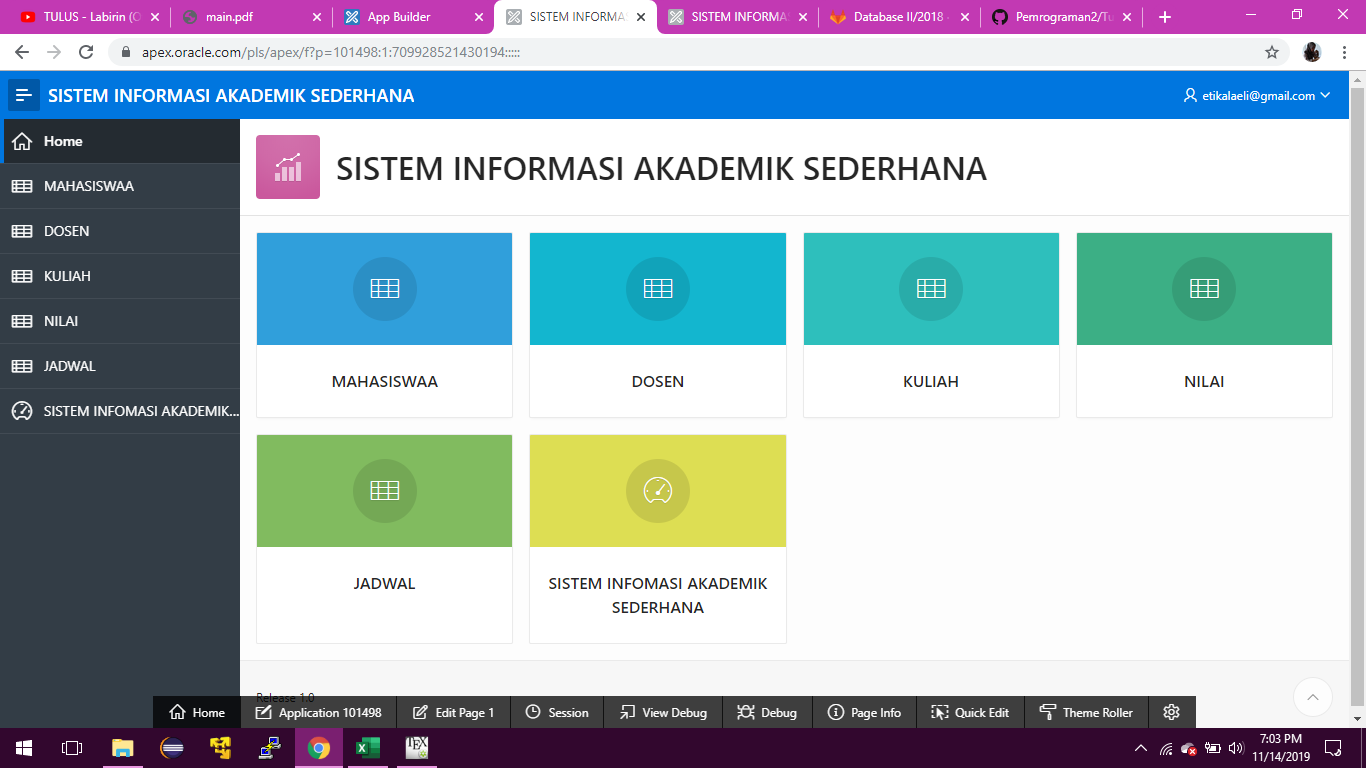 TULUS - Labirin (O
main.pdf
App Builder
SISTEM INFORMA
SISTEM INFORMA
Database II/2018
Pemrograman2/Tu
apex.oracle.com/pls/apex/f?p=101498:1:709928521430194:::::
SISTEM INFORMASI AKADEMIK SEDERHANA
etikalaeli@gmail.com
Home
MAHASISWAA
DOSEN
KULIAH
NILAI
JADWAL
SISTEM INFOMASI AKADEMIK...
SISTEM INFORMASI AKADEMIK SEDERHANA
MAHASISWAA
DOSEN
KULIAH
NILAI
JADWAL
SISTEM INFOMASI AKADEMIK
SEDERHANA
Release 1.0
Home
Application 101498
Edit Page 1
Session
View Debug
Debug
Page Info
Quick Edit
Theme Roller
TEX
7:03 PM
11/14/2019